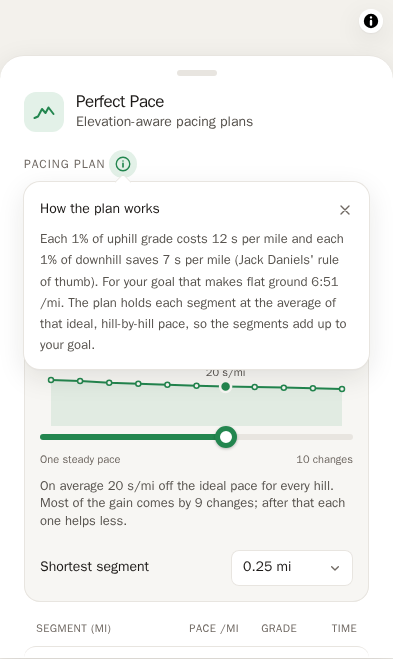 Perfect Pace
Elevation-aware pacing plans
PACING PLAN
How the plan works
Each 1% of uphill grade costs 12 s per mile and each
1% of downhill saves 7 s per mile (Jack Daniels' rule
of thumb). For your goal that makes flat ground 6:51
/mi. The plan holds each segment at the average of
that ideal, hill-by-hill pace, so the segments add up to
your goal.
20 s/mi
One steady pace 10 changes
On average 20 s/mi off the ideal pace for every hill.
Most of the gain comes by 9 changes; after that each
one helps less.
Shortest segment 0.25 mi
SEGMENT (MI) PACE /MI GRADE TIME